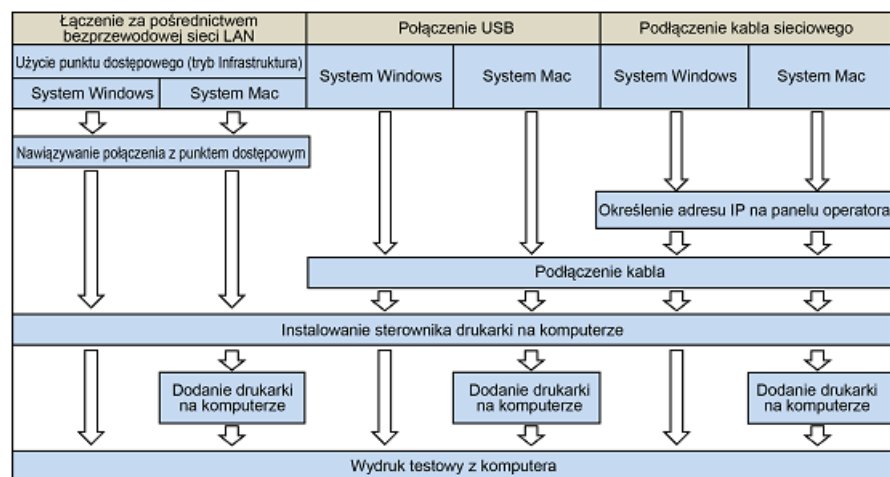 Łączenie za pośrednictwem
bezprzewodowej sieci LAN
Połączenie USB
Podłączenie kabla sieciowego
Użycie punktu dostępowego (tryb Infrastruktura)
System Windows
System Mac
System Windows
System Mac
System Windows
System Mac
Nawiązywanie połączenia z punktem dostępowym
Określenie adresu IP na panelu operatora
Podłączenie kabla
Instalowanie sterownika drukarki na komputerze
Dodanie drukarki
na komputerze
Dodanie drukarki
na komputerze
Dodanie drukarki
na komputerze
Wydruk testowy z komputera